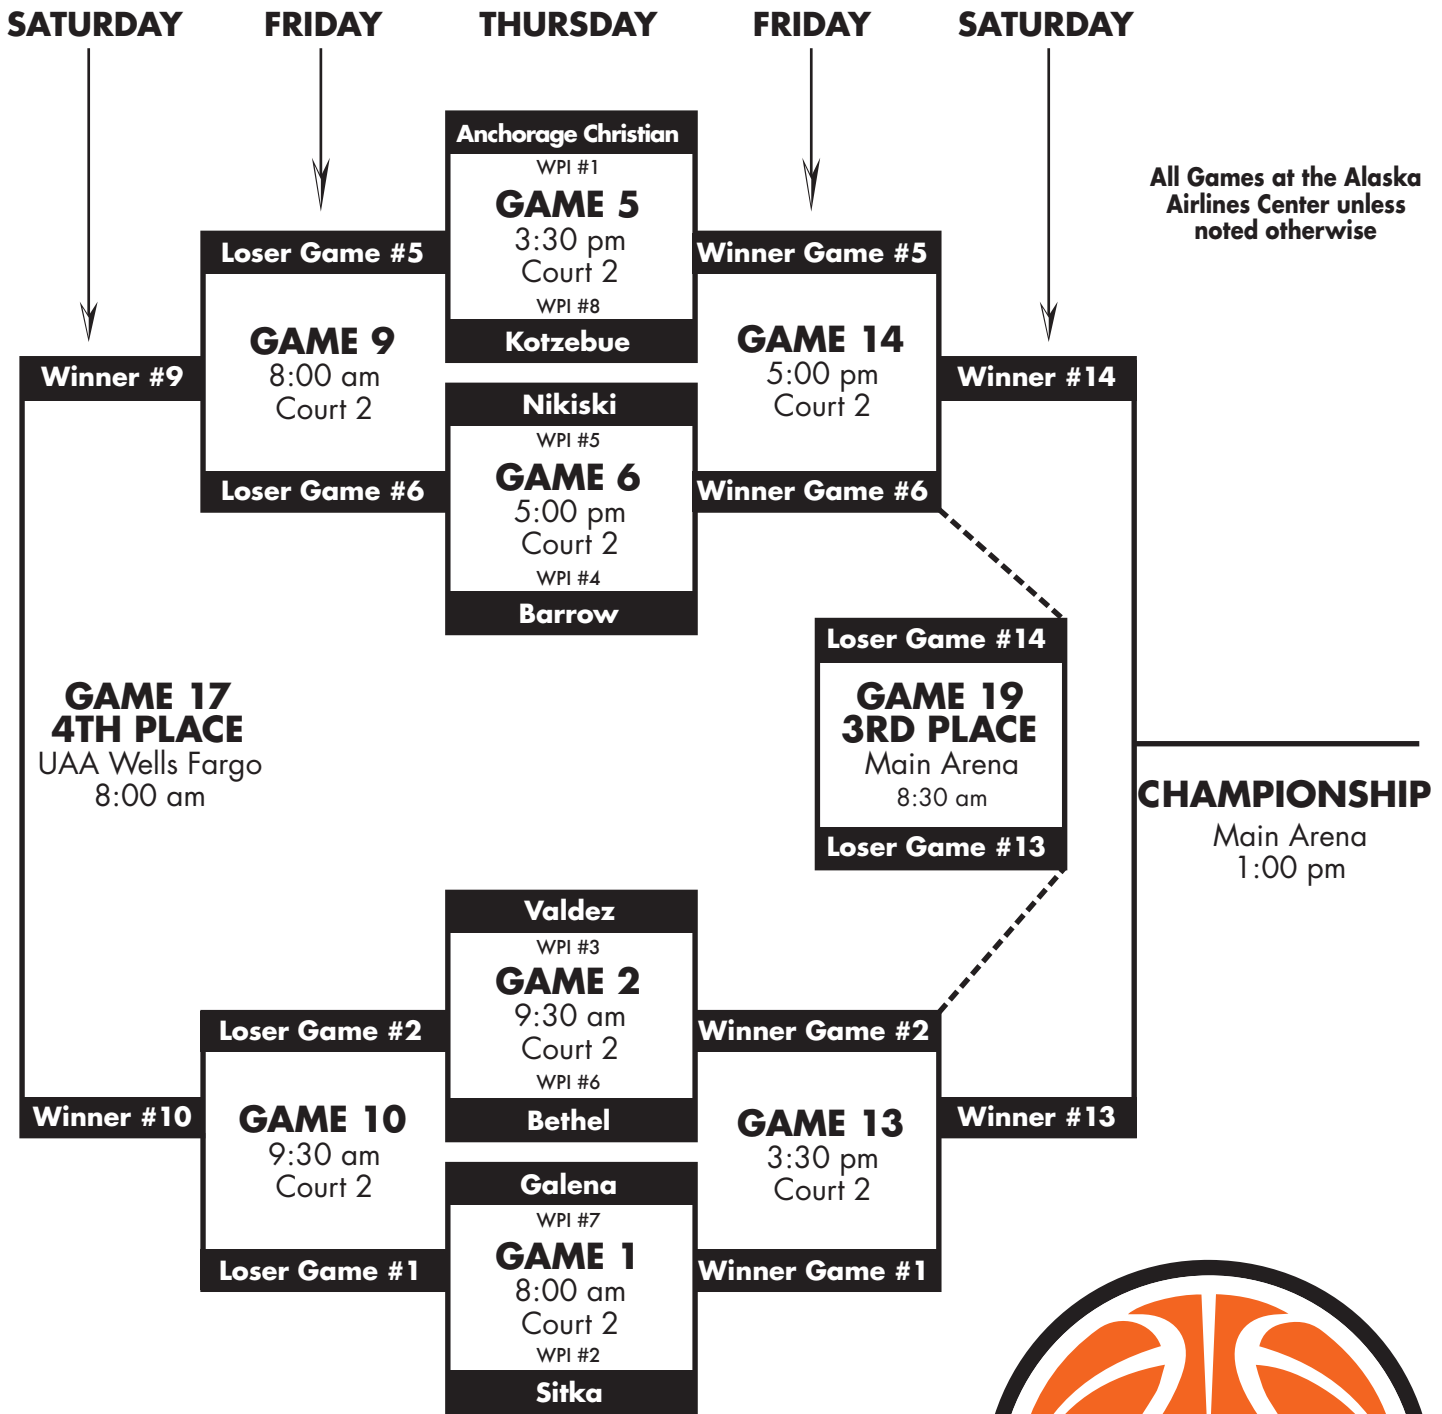 SATURDAY
FRIDAY
THURSDAY
FRIDAY
SATURDAY
All Games at the Alaska
Airlines Center unless
noted otherwise
Anchorage Christian
WPI #1
GAME 5
3:30 pm
Court 2
WPI #8
Kotzebue
Loser Game #5
GAME 9
8:00 am
Court 2
Loser Game #6
Winner Game #5
GAME 14
5:00 pm
Court 2
Winner Game #6
Winner #9
Winner #14
Nikiski
WPI #5
GAME 6
5:00 pm
Court 2
WPI #4
Barrow
GAME 17
4TH PLACE
UAA Wells Fargo
8:00 am
Loser Game #14
GAME 19
3RD PLACE
Main Arena
8:30 am
Loser Game #13
CHAMPIONSHIP
Main Arena
1:00 pm
Valdez
WPI #3
GAME 2
9:30 am
Court 2
WPI #6
Bethel
Loser Game #2
GAME 10
9:30 am
Court 2
Loser Game #1
Winner Game #2
GAME 13
3:30 pm
Court 2
Winner Game #1
Winner #10
Winner #13
Galena
WPI #7
GAME 1
8:00 am
Court 2
WPI #2
Sitka